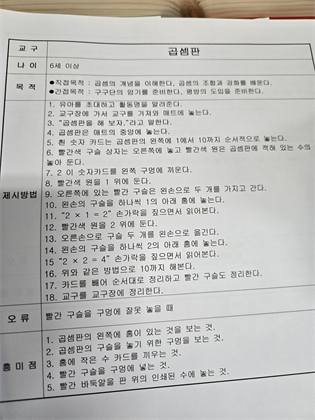 교 구 곱셈판
나 이 6세 이상
목 적 ●직접목적 : 곱셈의 개념을 이해한다. 곱셈의 조합과 강화를 배운다.
●간접목적 : 구구단의 암기를 준비한다. 평방의 도입을 준비한다.
제시방법
1. 유아를 초대하고 활동명을 알려준다.
2. 교구장에 가서 교구를 가져와 매트에 놓는다.
3. "곱셈판을 해 보자."라고 말한다.
4. 곱셈판은 매트의 중앙에 놓는다.
5. 흰 숫자 카드는 곱셈판의 왼쪽에 1에서 10까지 순서적으로 놓는다.
6. 빨간색 구슬 상자는 오른쪽에 놓고 빨간색 원은 곱셈판에 적혀 있는 수의
놓아 둔다.
7. 2 이 숫자카드를 왼쪽 구멍에 끼운다.
8. 빨간색 원을 1 위에 둔다.
9. 오른쪽에 있는 빨간 구슬은 왼손으로 두 개를 가지고 간다.
10. 왼손의 구슬을 하나씩 1의 아래 홈에 놓는다.
11. "2 × 1 = 2" 손가락을 짚으면서 읽어본다.
12. 빨간색 원을 2 위에 둔다.
13. 오른손으로 구슬 두 개를 왼손으로 옮긴다.
14. 왼손의 구슬을 하나씩 2의 아래 홈에 놓는다.
15 "2 × 2 = 4" 손가락을 짚으면서 읽어본다.
16. 위와 같은 방법으로 10까지 해본다.
17. 카드를 빼어 순서대로 정리하고 빨간 구슬도 정리한다.
18. 교구를 교구장에 정리한다.
오 류 빨간 구슬을 구멍에 잘못 놓을 때
흥 미 점
1. 곱셈판의 왼쪽에 홈이 있는 것을 보는 것.
2. 곱셈판의 구슬을 놓기 위한 구멍을 보는 것.
3. 홈에 작은 수 카드를 끼우는 것.
4. 빨간 구슬을 구멍에 넣는 것.
5. 빨간 바둑알을 판 위의 인쇄된 수에 놓는 것.